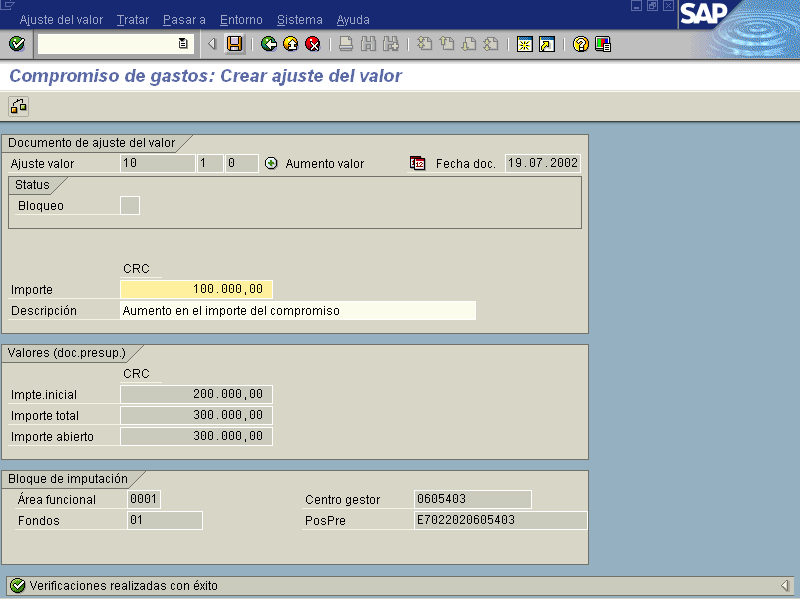 Ajuste del valor Tratar Pasar a Entorno Sistema Ayuda
SAP
Compromiso de gastos: Crear ajuste del valor
Documento de ajuste del valor
Ajuste valor 10 1 0 Aumento valor Fecha doc. 19.07.2002
Status
Bloqueo
CRC
Importe 100.000,00
Descripción Aumento en el importe del compromiso
Valores (doc.presup.)
CRC
Impte.inicial 200.000,00
Importe total 300.000,00
Importe abierto 300.000,00
Bloque de imputación
Área funcional 0001 Centro gestor 0605403
Fondos 01 PosPre E7022020605403
Verificaciones realizadas con éxito